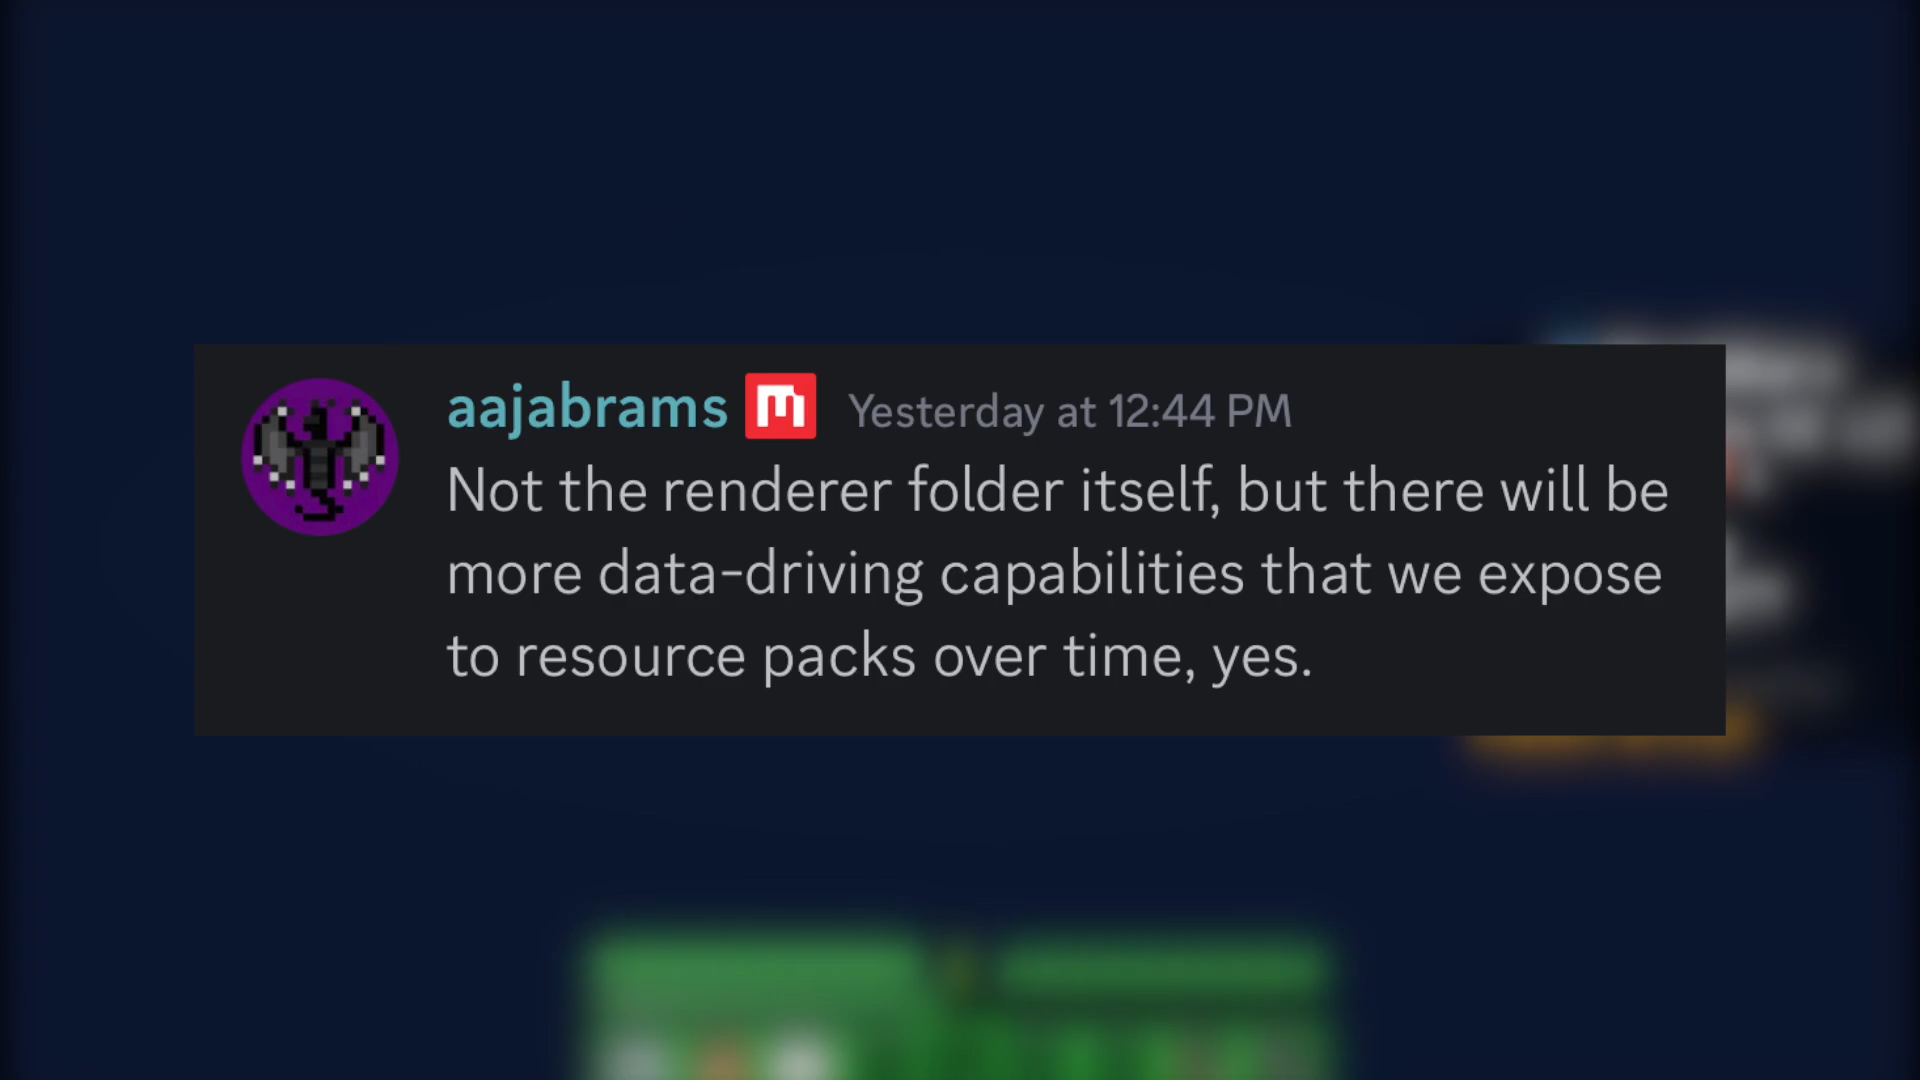 aajabrams Yesterday at 12:44 PM
Not the renderer folder itself, but there will be
more data-driving capabilities that we expose
to resource packs over time, yes.